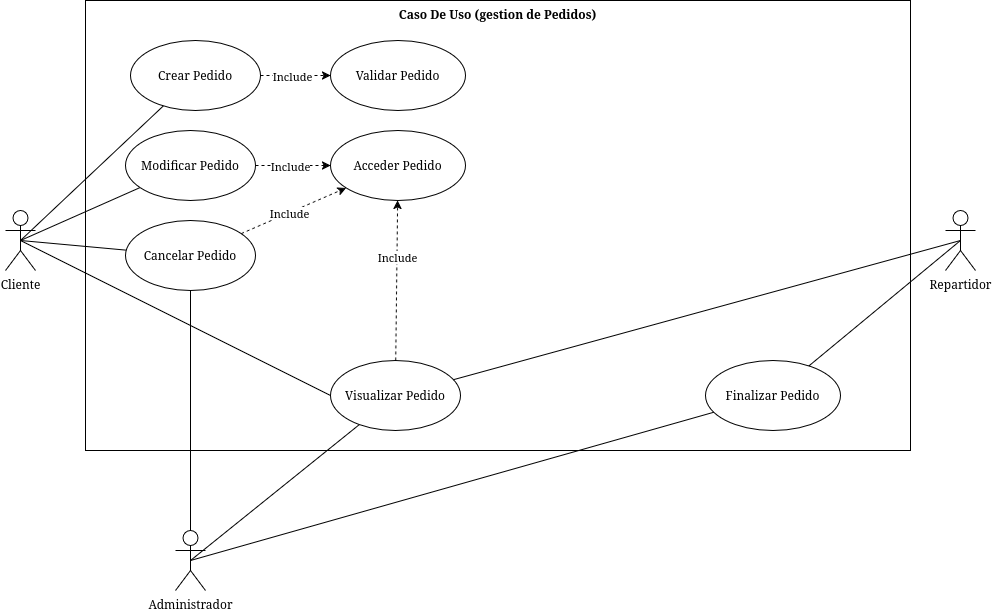 Caso De Uso (gestion de Pedidos)
Crear Pedido
Include
Validar Pedido
Modificar Pedido
Include
Acceder Pedido
Include
Cancelar Pedido
Include
Cliente
Repartidor
Visualizar Pedido
Finalizar Pedido
Administrador